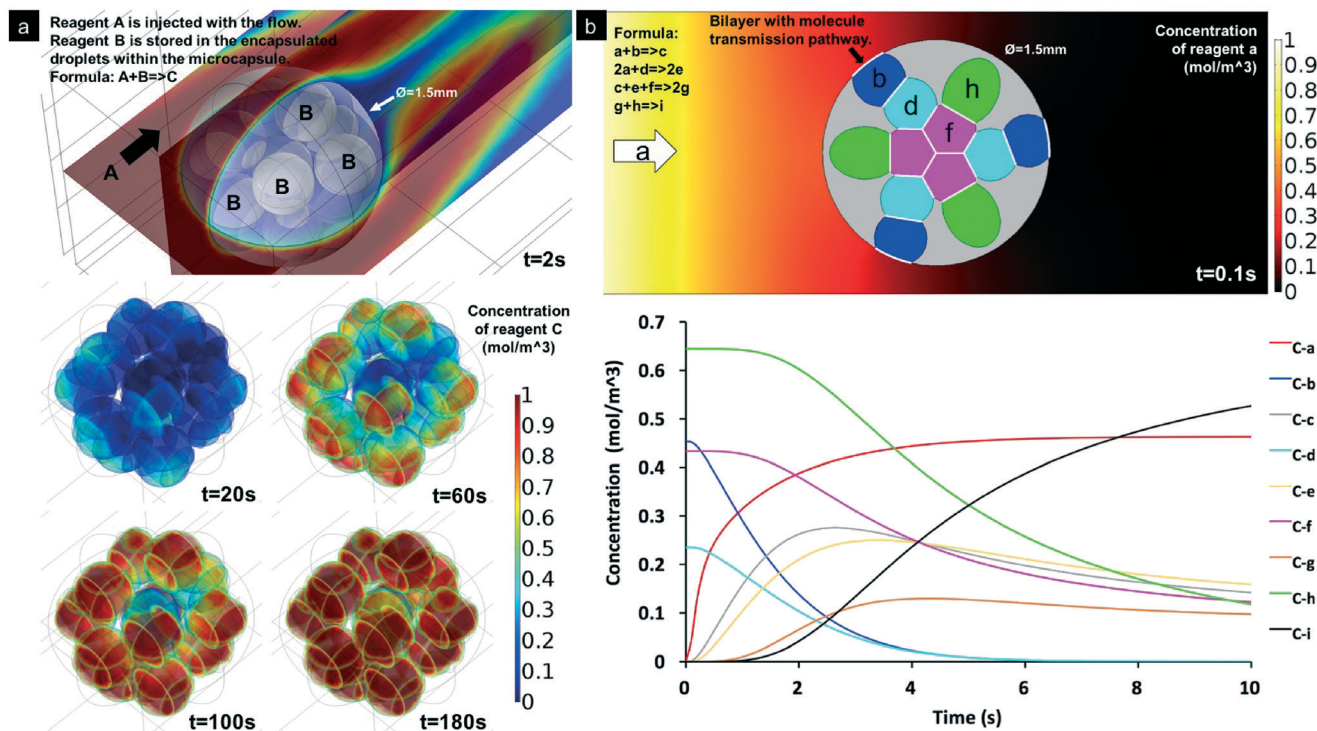 a
Reagent A is injected with the flow.
Reagent B is stored in the encapsulated
droplets within the microcapsule.
Formula: A+B=>C
Ø=1.5mm
A
B
B
B
B
t=2s
Concentration
of reagent C
(mol/m^3)
1
0.9
0.8
0.7
0.6
0.5
0.4
0.3
0.2
0.1
0
t=20s
t=60s
t=100s
t=180s
b
Formula:
a+b=>c
2a+d=>2e
c+e+f=>2g
g+h=>i
a
Bilayer with molecule
transmission pathway.
Ø=1.5mm
b
d
h
f
Concentration
of reagent a
(mol/m^3)
1
0.9
0.8
0.7
0.6
0.5
0.4
0.3
0.2
0.1
0
t=0.1s
Concentration (mol/m^3)
0.7
0.6
0.5
0.4
0.3
0.2
0.1
0
0 2 4 6 8 10
Time (s)
C-a
C-b
C-c
C-d
C-e
C-f
C-g
C-h
C-i